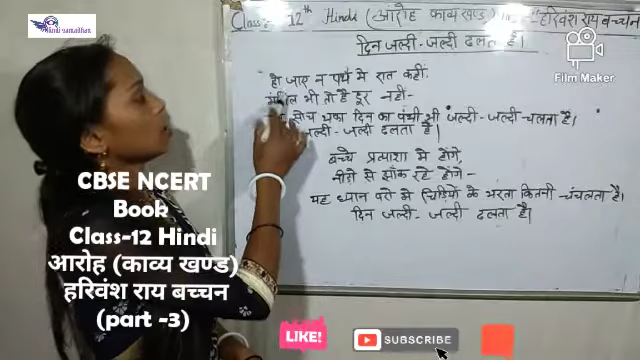 Hindi samadhan
Class- 12th Hindi (आरोह काव्य खण्ड) हरिवंश राय बच्चन
दिन जल्दी - जल्दी ढलता है।
हो जाए न पथ में रात कहीं
मंज़िल भी तो है दूर नहीं-
सोच थका दिन का पंथी भी जल्दी - जल्दी चलता है।
जल्दी - जल्दी ढलता है।
बच्चे प्रत्याशा में होंगे,
नीड़ों से झाँक रहे होंगे -
यह ध्यान परों में चिड़ियों के भरता कितनी चंचलता है।
दिन जल्दी - जल्दी ढलता है।
Film Maker
CBSE NCERT
Book
Class-12 Hindi
आरोह (काव्य खण्ड)
हरिवंश राय बच्चन
(part -3)
LIKE!
SUBSCRIBE